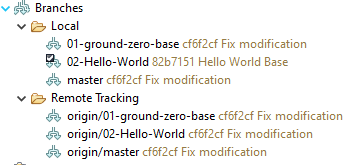 Branches
Local
01-ground-zero-base cf6f2cf Fix modification
02-Hello-World 82b7151 Hello World Base
master cf6f2cf Fix modification
Remote Tracking
origin/01-ground-zero-base cf6f2cf Fix modification
origin/02-Hello-World cf6f2cf Fix modification
origin/master cf6f2cf Fix modification